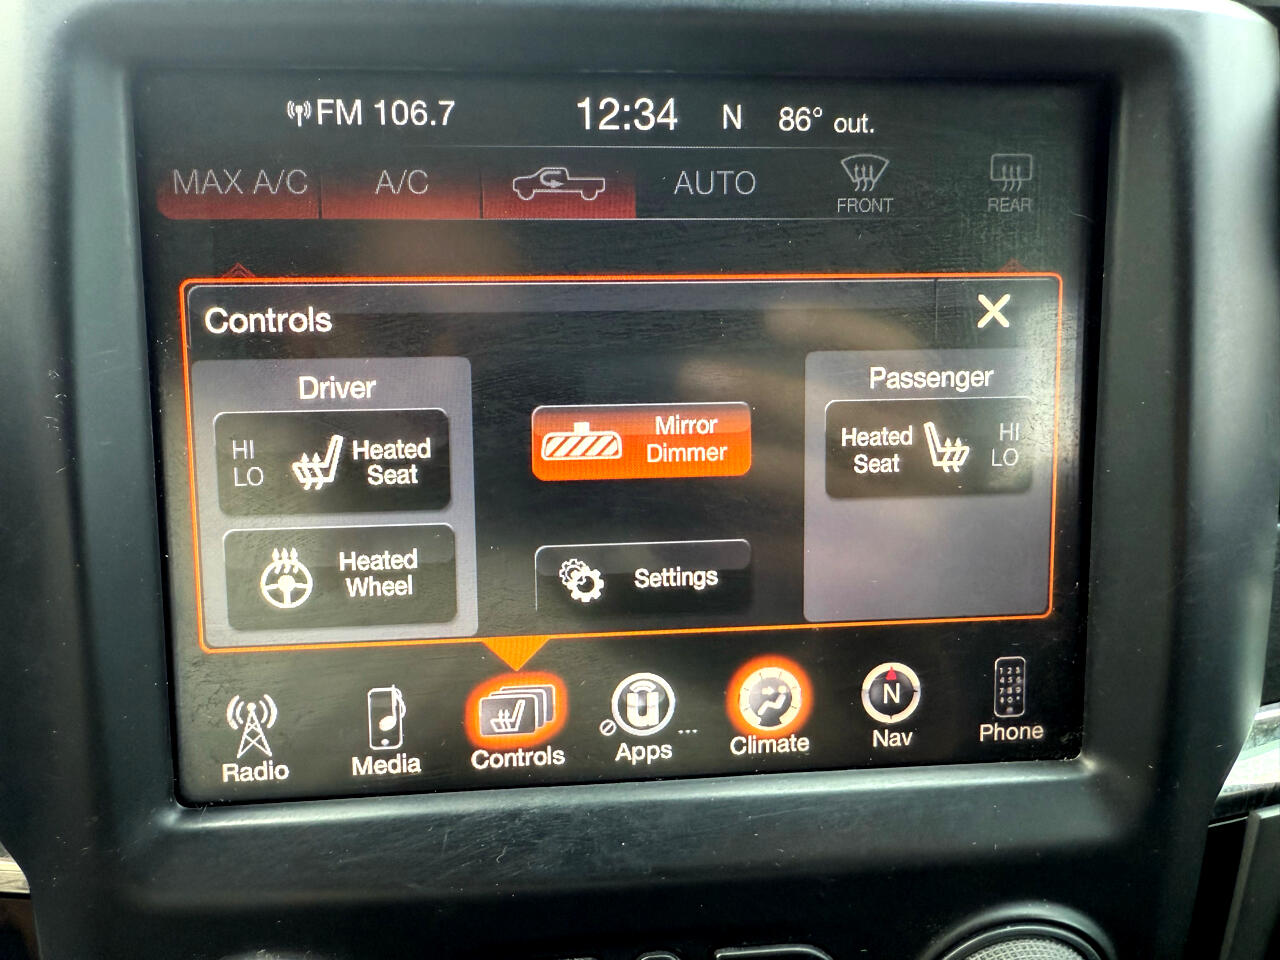 FM 106.7 12:34 N 86° out.
MAX A/C A/C AUTO FRONT REAR
Controls X
Driver
HI
LO
Heated
Seat
Heated
Wheel
Mirror
Dimmer
Settings
Passenger
Heated
Seat
HI
LO
Radio Media Controls Apps ... Climate N Nav Phone